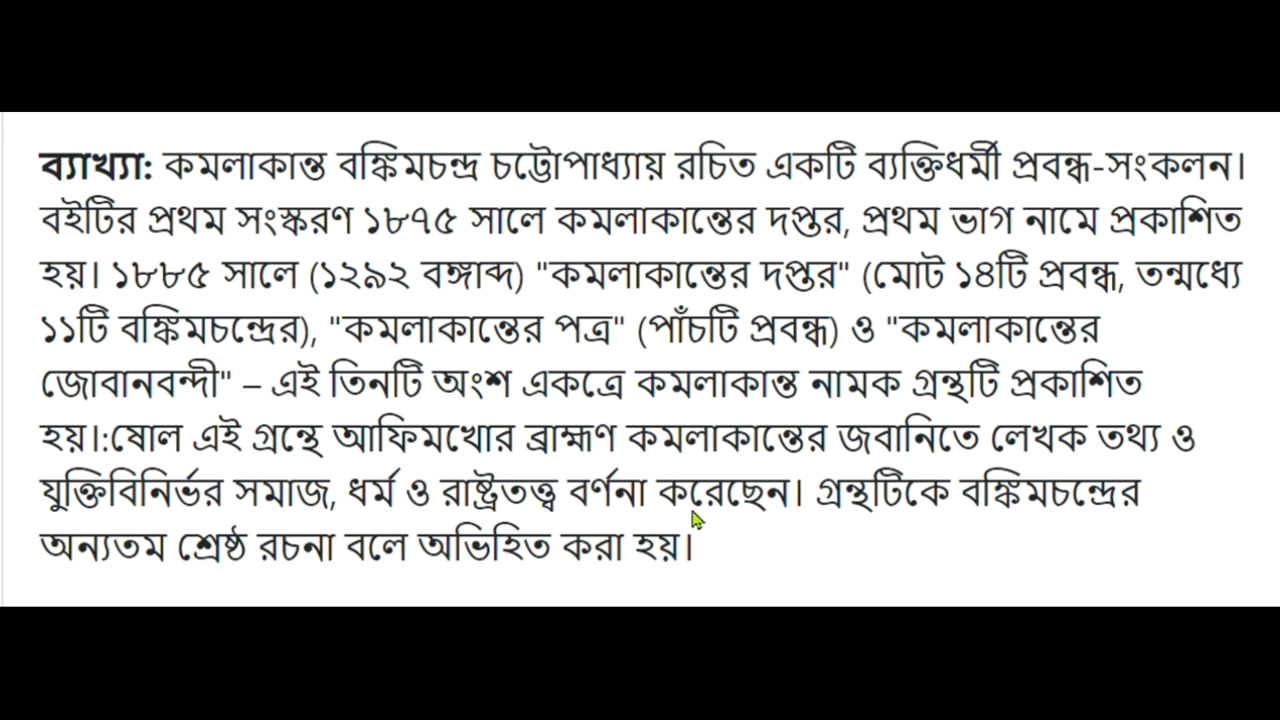 ব্যাখ্যা: কমলাকান্ত বঙ্কিমচন্দ্র চট্টোপাধ্যায় রচিত একটি ব্যক্তিধর্মী প্রবন্ধ-সংকলন।
বইটির প্রথম সংস্করণ ১৮৭৫ সালে কমলাকান্তের দপ্তর, প্রথম ভাগ নামে প্রকাশিত
হয়। ১৮৮৫ সালে (১২৯২ বঙ্গাব্দ) "কমলাকান্তের দপ্তর" (মোট ১৪টি প্রবন্ধ, তন্মধ্যে
১১টি বঙ্কিমচন্দ্রের), "কমলাকান্তের পত্র" (পাঁচটি প্রবন্ধ) ও "কমলাকান্তের
জোবানবন্দী" – এই তিনটি অংশ একত্রে কমলাকান্ত নামক গ্রন্থটি প্রকাশিত
হয়।:ষোল এই গ্রন্থে আফিমখোর ব্রাহ্মণ কমলাকান্তের জবানিতে লেখক তথ্য ও
যুক্তিবিনির্ভর সমাজ, ধর্ম ও রাষ্ট্রতত্ত্ব বর্ণনা করেছেন। গ্রন্থটিকে বঙ্কিমচন্দ্রের
অন্যতম শ্রেষ্ঠ রচনা বলে অভিহিত করা হয়।